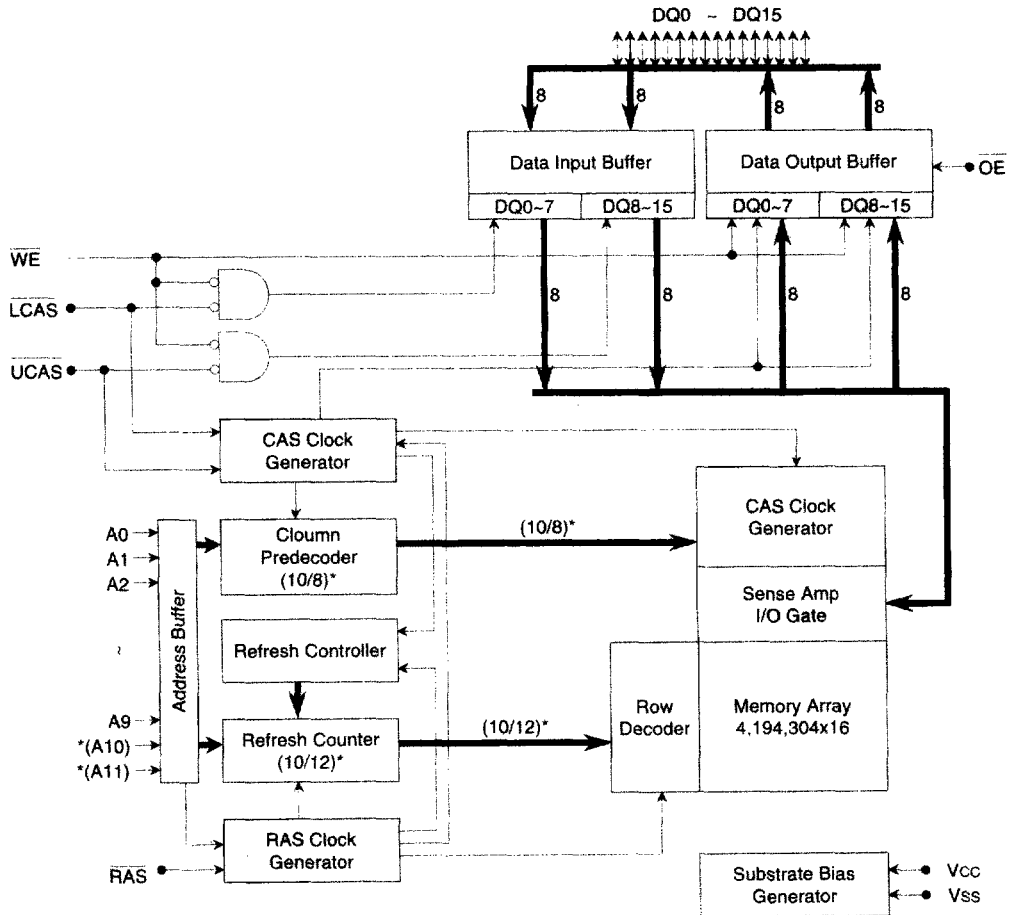 DQ0 ~ DQ15
8
8
8
8
Data Input Buffer
Data Output Buffer
OE
DQ0~7
DQ8~15
DQ0~7
DQ8~15
WE
LCAS
UCAS
8
8
8
8
CAS Clock
Generator
CAS Clock
Generator
A0
A1
A2
~
A9
*(A10)
*(A11)
Address Buffer
Cloumn
Predecoder
(10/8)*
(10/8)*
Sense Amp
I/O Gate
Refresh Controller
Refresh Counter
(10/12)*
(10/12)*
Row
Decoder
Memory Array
4,194,304x16
RAS Clock
Generator
RAS
Substrate Bias
Generator
Vcc
Vss